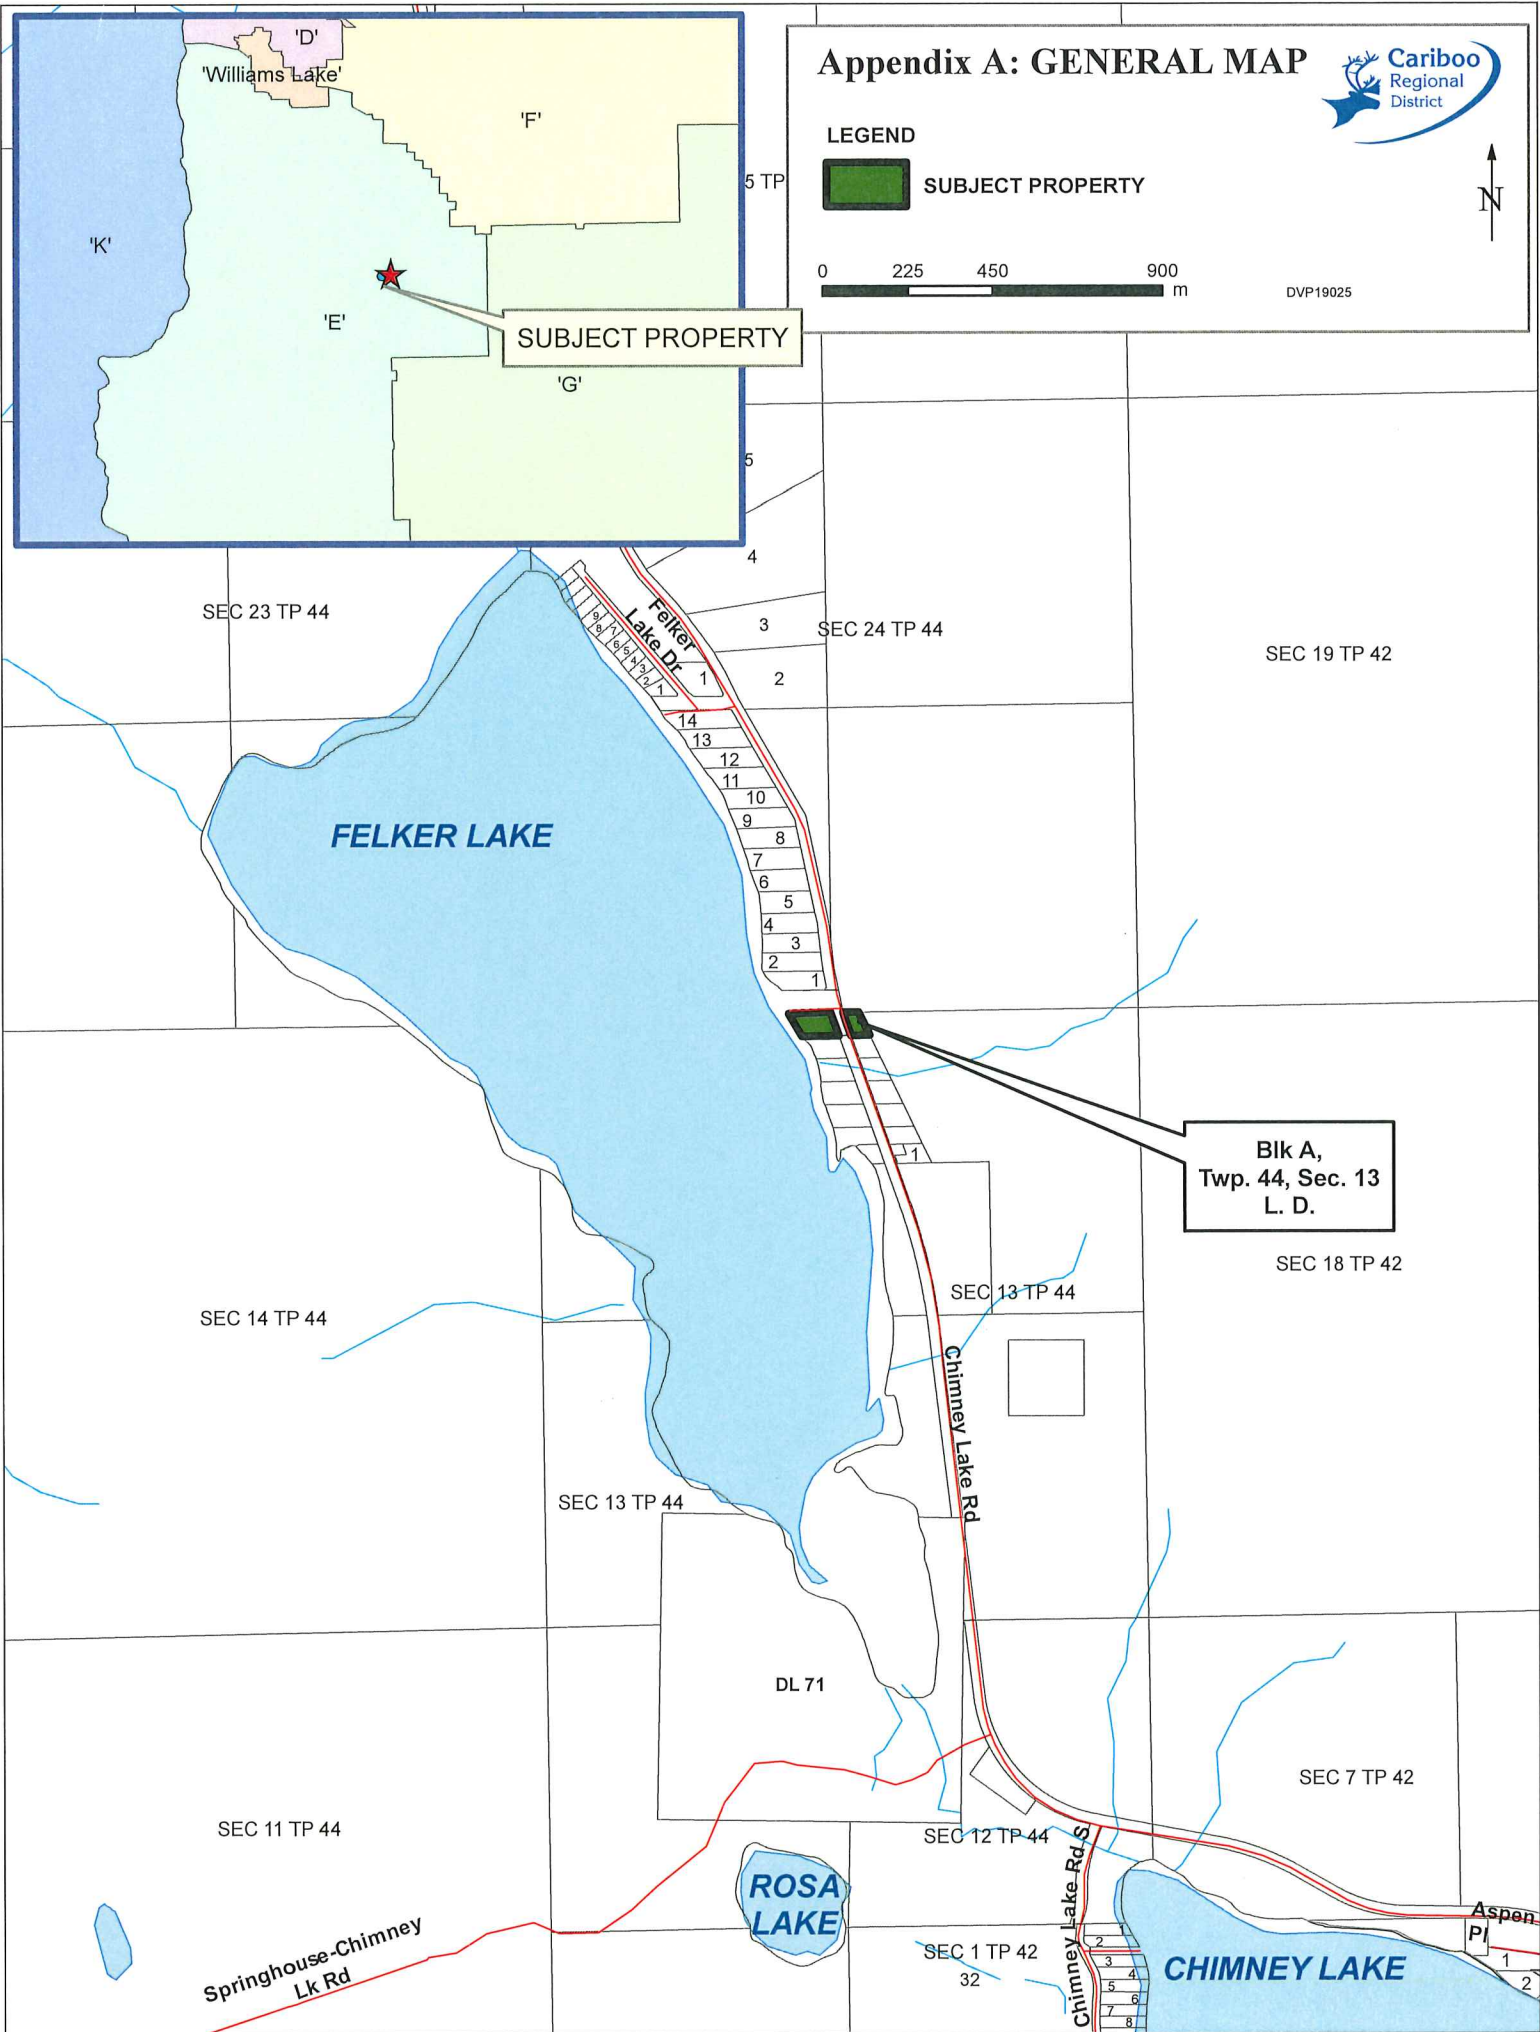 'D'
'Williams Lake'
'F'
'K'
'E'
'G'
SUBJECT PROPERTY
Appendix A: GENERAL MAP
Cariboo
Regional
District
LEGEND
SUBJECT PROPERTY
N
0 225 450 900
m
DVP19025
5 TP
5
4
3
2
1
SEC 23 TP 44
SEC 24 TP 44
SEC 19 TP 42
Felker
Lake Dr
9
8
7
6
5
4
3
2
1
14
13
12
11
10
9
8
7
6
5
4
3
2
1
FELKER LAKE
Blk A,
Twp. 44, Sec. 13
L. D.
1
SEC 18 TP 42
SEC 13 TP 44
SEC 14 TP 44
Chimney Lake Rd
SEC 13 TP 44
DL 71
SEC 7 TP 42
SEC 11 TP 44
SEC 12 TP 44
Chimney Lake Rd S
ROSA
LAKE
Aspen
Pl
1
2
SEC 1 TP 42
32
1
2
3
4
5
6
7
8
CHIMNEY LAKE
Springhouse-Chimney
Lk Rd